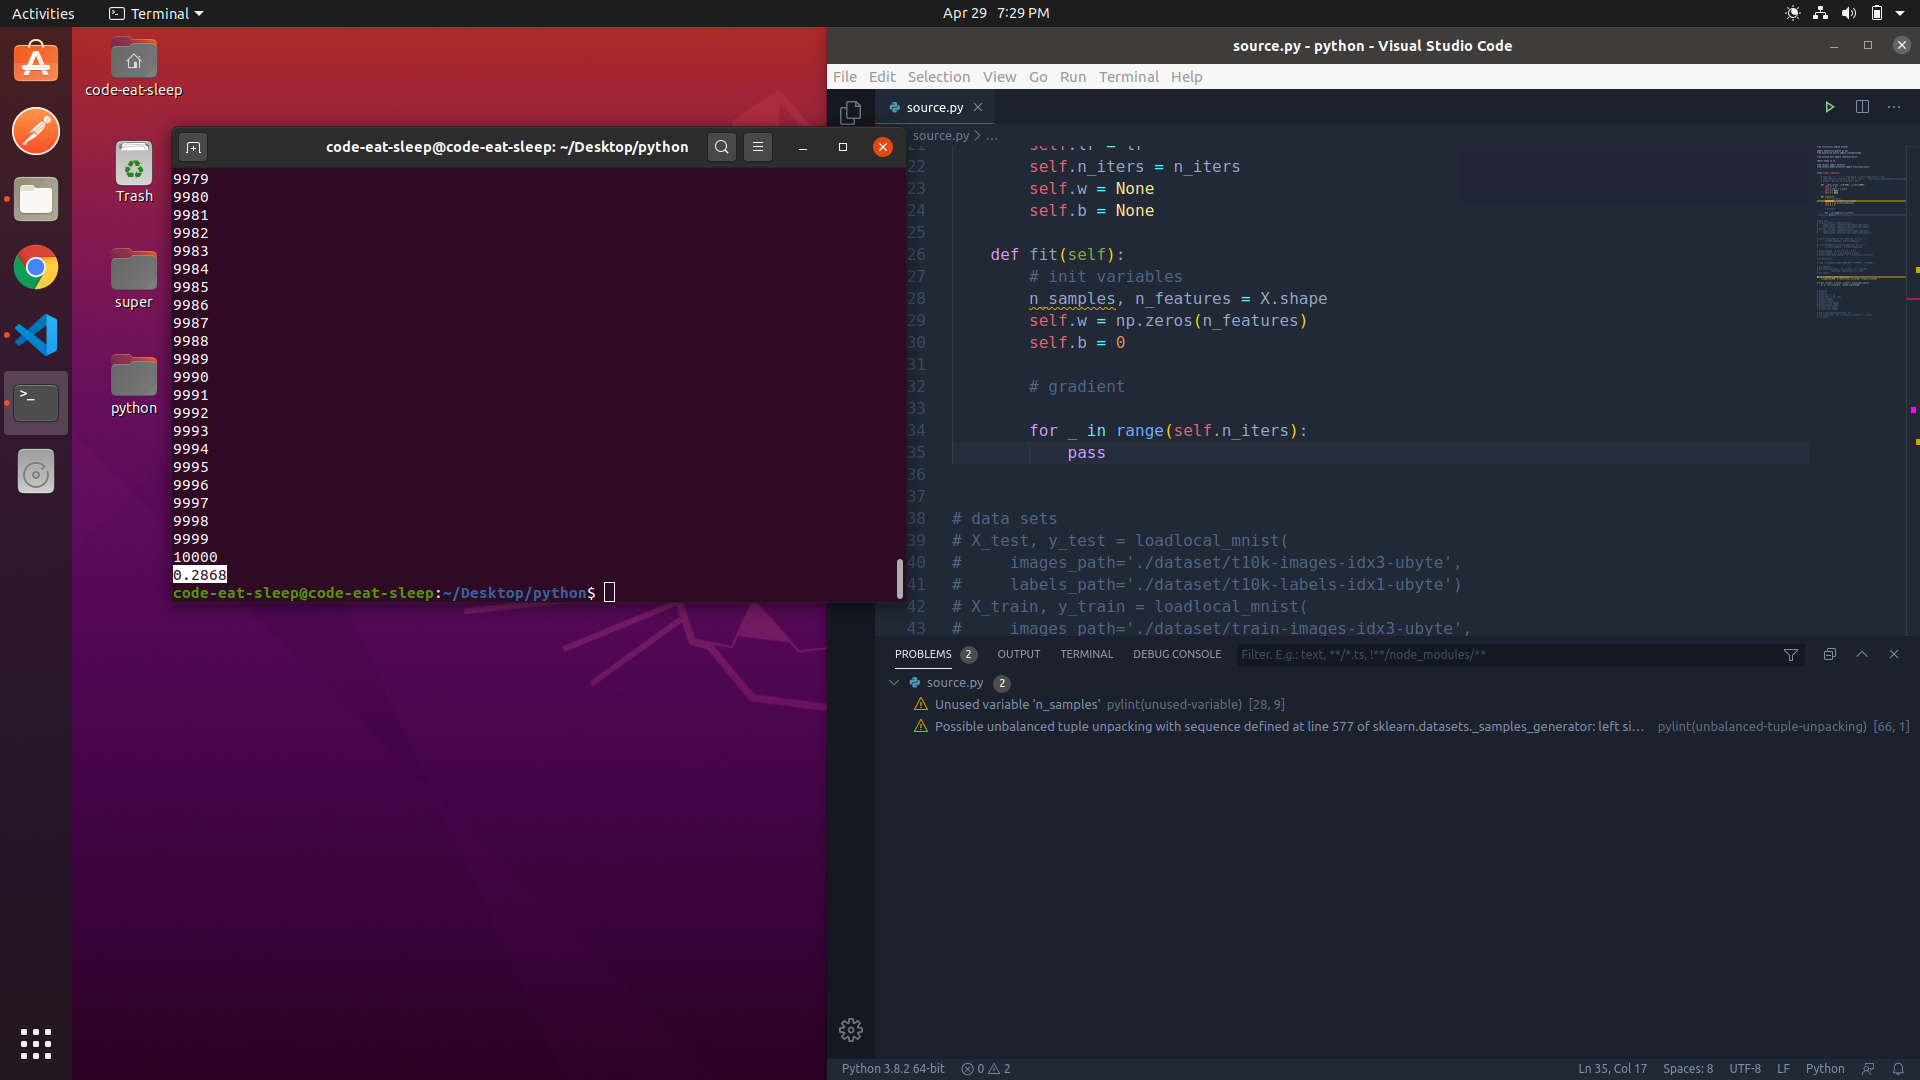 Activities
Terminal
Apr 29 7:29 PM
code-eat-sleep
Trash
super
python
code-eat-sleep@code-eat-sleep: ~/Desktop/python
9979
9980
9981
9982
9983
9984
9985
9986
9987
9988
9989
9990
9991
9992
9993
9994
9995
9996
9997
9998
9999
10000
0.2868
code-eat-sleep@code-eat-sleep:~/Desktop/python$
source.py - python - Visual Studio Code
File Edit Selection View Go Run Terminal Help
source.py
source.py > ...
21 self.lr = lr
22 self.n_iters = n_iters
23 self.w = None
24 self.b = None
25
26 def fit(self):
27 # init variables
28 n_samples, n_features = X.shape
29 self.w = np.zeros(n_features)
30 self.b = 0
31
32 # gradient
33
34 for _ in range(self.n_iters):
35 pass
36
37
38 # data sets
39 # X_test, y_test = loadlocal_mnist(
40 # images_path='./dataset/t10k-images-idx3-ubyte',
41 # labels_path='./dataset/t10k-labels-idx1-ubyte')
42 # X_train, y_train = loadlocal_mnist(
43 # images_path='./dataset/train-images-idx3-ubyte',
PROBLEMS 2 OUTPUT TERMINAL DEBUG CONSOLE Filter. E.g.: text, **/*.ts, !**/node_modules/**
source.py 2
Unused variable 'n_samples' pylint(unused-variable) [28, 9]
Possible unbalanced tuple unpacking with sequence defined at line 577 of sklearn.datasets._samples_generator: left si... pylint(unbalanced-tuple-unpacking) [66, 1]
Python 3.8.2 64-bit 0 2 Ln 35, Col 17 Spaces: 8 UTF-8 LF Python